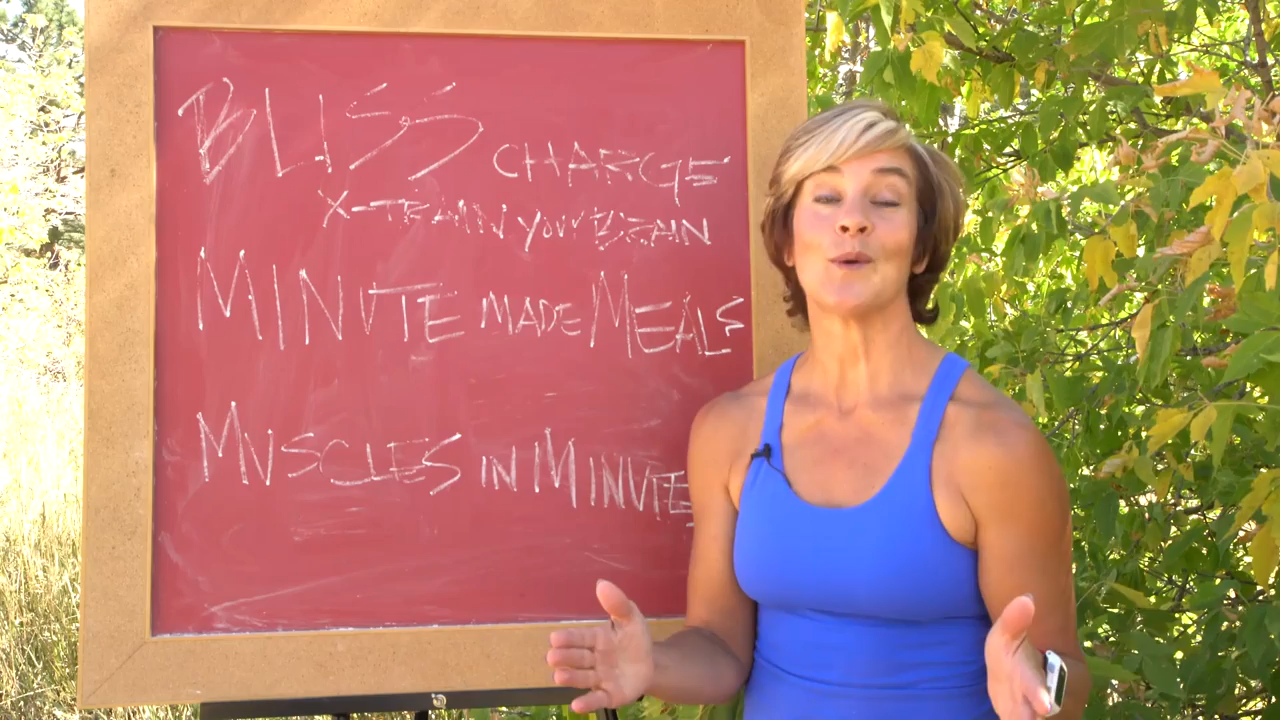 BLISS CHARGE
X-TRAIN YOUR BRAIN
MINUTE MADE MEALS
MUSCLES IN MINUTES